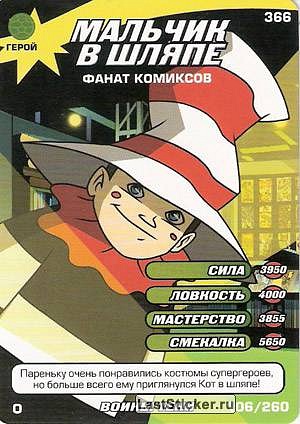 366
ГЕРОЙ
МАЛЬЧИК
В ШЛЯПЕ
ФАНАТ КОМИКСОВ
СИЛА 3950
ЛОВКОСТЬ 4000
МАСТЕРСТВО 3855
СМЕКАЛКА 5650
Пареньку очень понравились костюмы супергероев,
но больше всего ему приглянулся Кот в шляпе!
0
06/260
LastSticker.ru